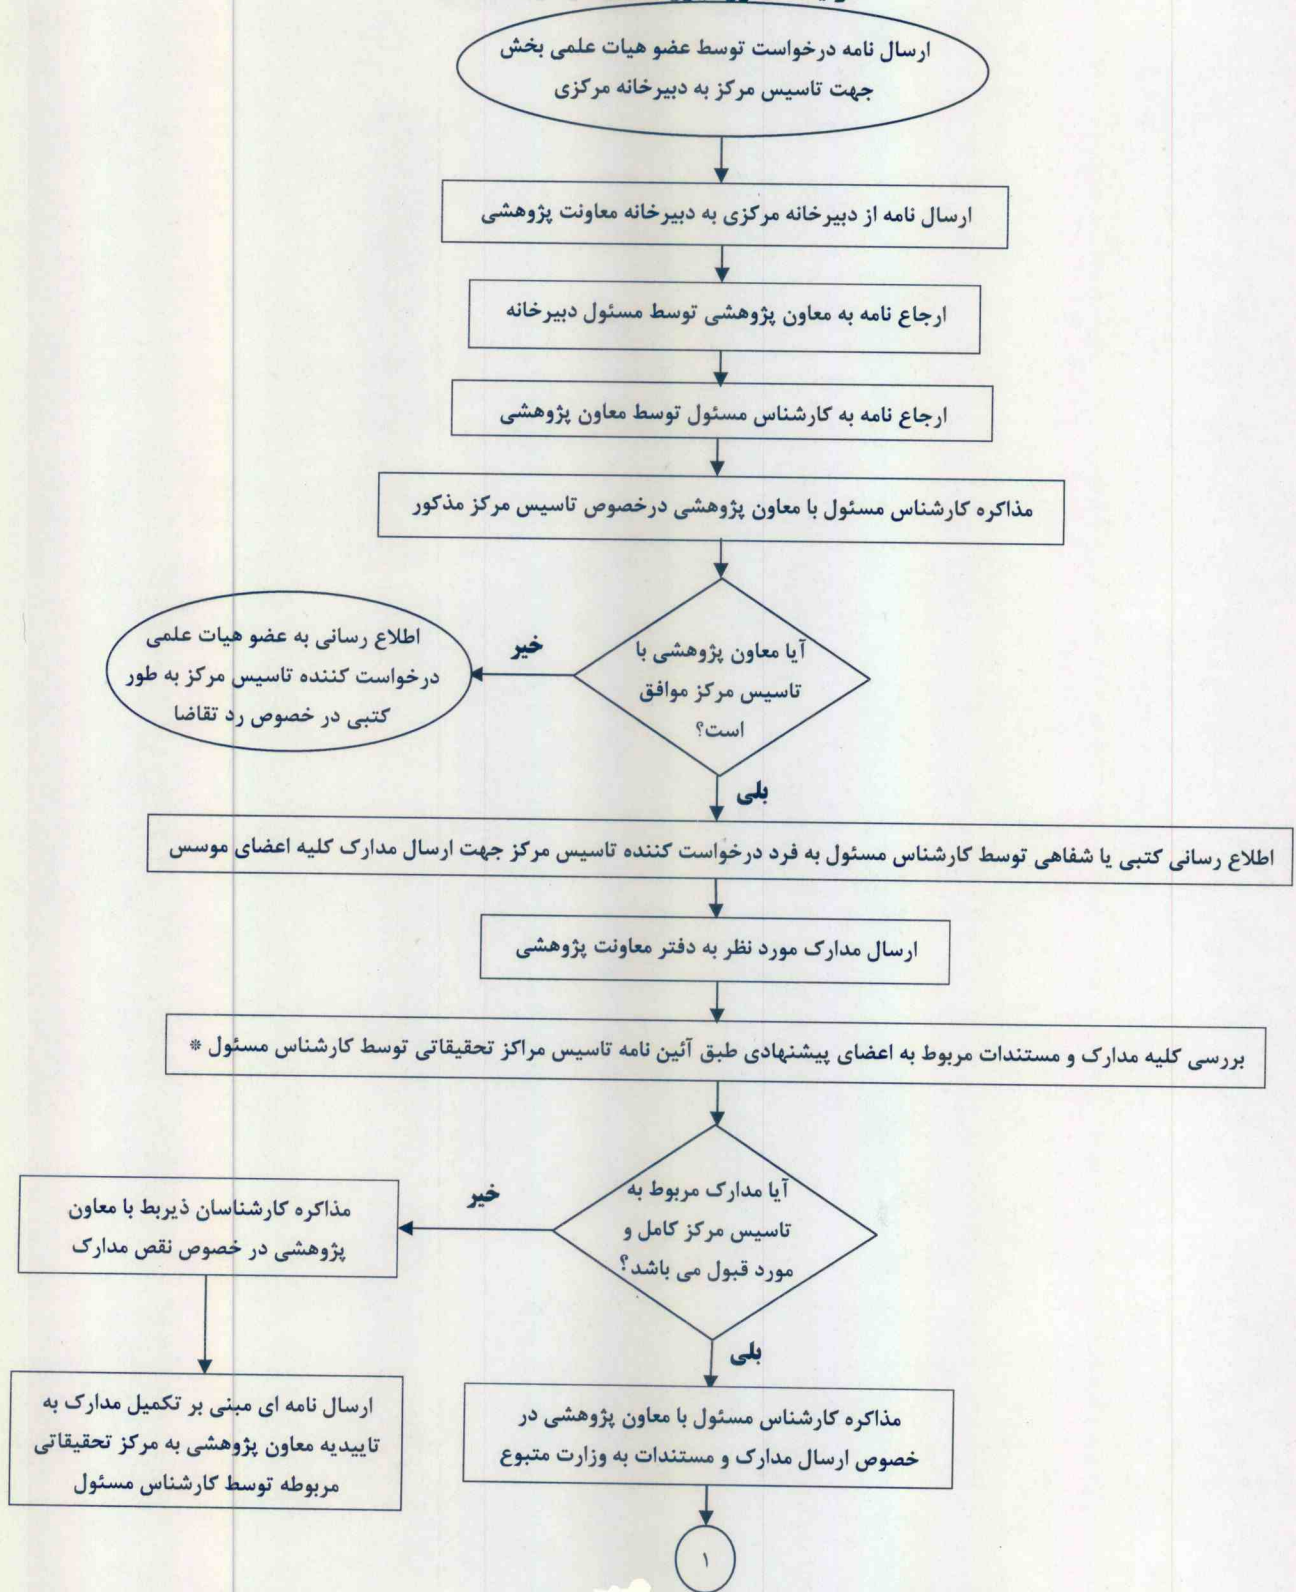 ارسال نامه درخواست توسط عضو هیات علمی بخش
جهت تاسیس مرکز به دبیرخانه مرکزی
ارسال نامه از دبیرخانه مرکزی به دبیرخانه معاونت پژوهشی
ارجاع نامه به معاون پژوهشی توسط مسئول دبیرخانه
ارجاع نامه به کارشناس مسئول توسط معاون پژوهشی
مذاکره کارشناس مسئول با معاون پژوهشی درخصوص تاسیس مرکز مذکور
آیا معاون پژوهشی با
تاسیس مرکز موافق
است؟
خیر
اطلاع رسانی به عضو هیات علمی
درخواست کننده تاسیس مرکز به طور
کتبی در خصوص رد تقاضا
بلی
اطلاع رسانی کتبی یا شفاهی توسط کارشناس مسئول به فرد درخواست کننده تاسیس مرکز جهت ارسال مدارک کلیه اعضای موسس
ارسال مدارک مورد نظر به دفتر معاونت پژوهشی
بررسی کلیه مدارک و مستندات مربوط به اعضای پیشنهادی طبق آئین نامه تاسیس مراکز تحقیقاتی توسط کارشناس مسئول *
آیا مدارک مربوط به
تاسیس مرکز کامل و
مورد قبول می باشد؟
خیر
مذاکره کارشناسان ذیربط با معاون
پژوهشی در خصوص نقص مدارک
ارسال نامه ای مبنی بر تکمیل مدارک به
تاییدیه معاون پژوهشی به مرکز تحقیقاتی
مربوطه توسط کارشناس مسئول
بلی
مذاکره کارشناس مسئول با معاون پژوهشی در
خصوص ارسال مدارک و مستندات به وزارت متبوع
۱